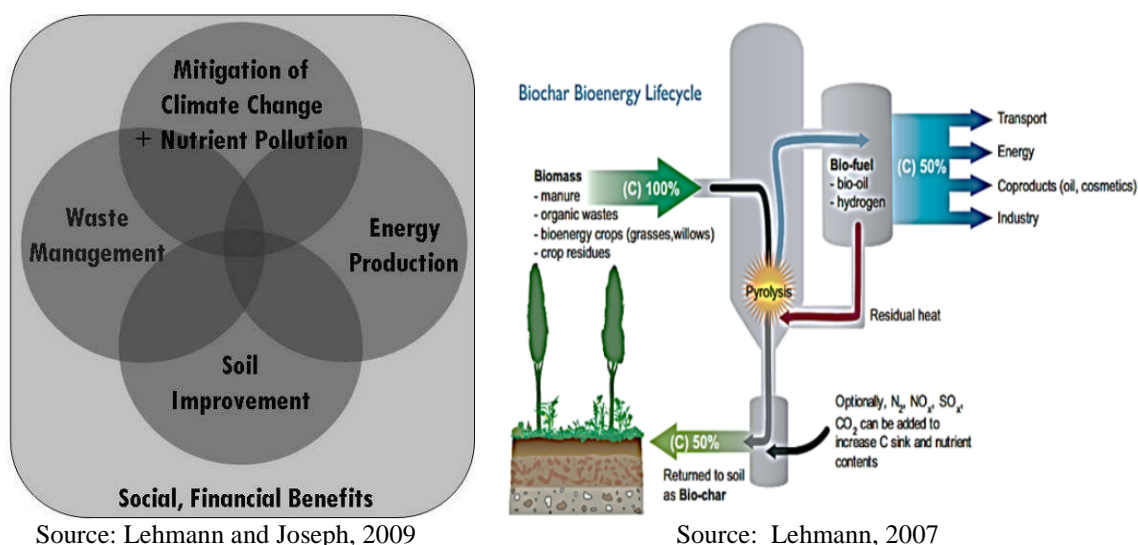 Mitigation of
Climate Change
+ Nutrient Pollution
Waste
Management
Energy
Production
Soil
Improvement
Social, Financial Benefits
Source: Lehmann and Joseph, 2009
Biochar Bioenergy Lifecycle
Biomass
- manure
- organic wastes
- bioenergy crops (grasses,willows)
- crop residues
(C) 100%
Pyrolysis
Bio-fuel
- bio-oil
- hydrogen
(C) 50%
Transport
Energy
Coproducts (oil, cosmetics)
Industry
Residual heat
Optionally, N₂, NOₓ, SOₓ,
CO₂ can be added to
increase C sink and nutrient
contents
(C) 50%
Returned to soil
as Bio-char
Source: Lehmann, 2007